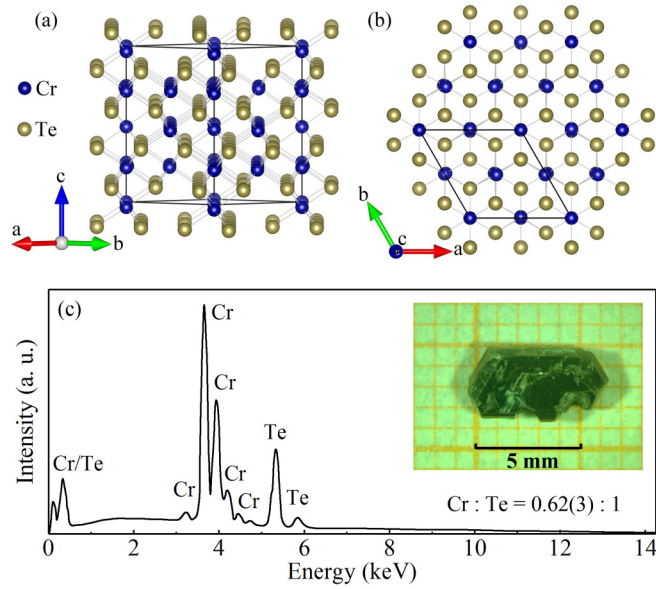 (a)
(b)
Cr
Te
c
a
b
b
c
a
(c)
Cr
Cr
Te
Cr/Te
Cr
Cr
Cr
Te
5 mm
Cr : Te = 0.62(3) : 1
Intensity (a. u.)
0 2 4 6 8 10 12 14
Energy (keV)